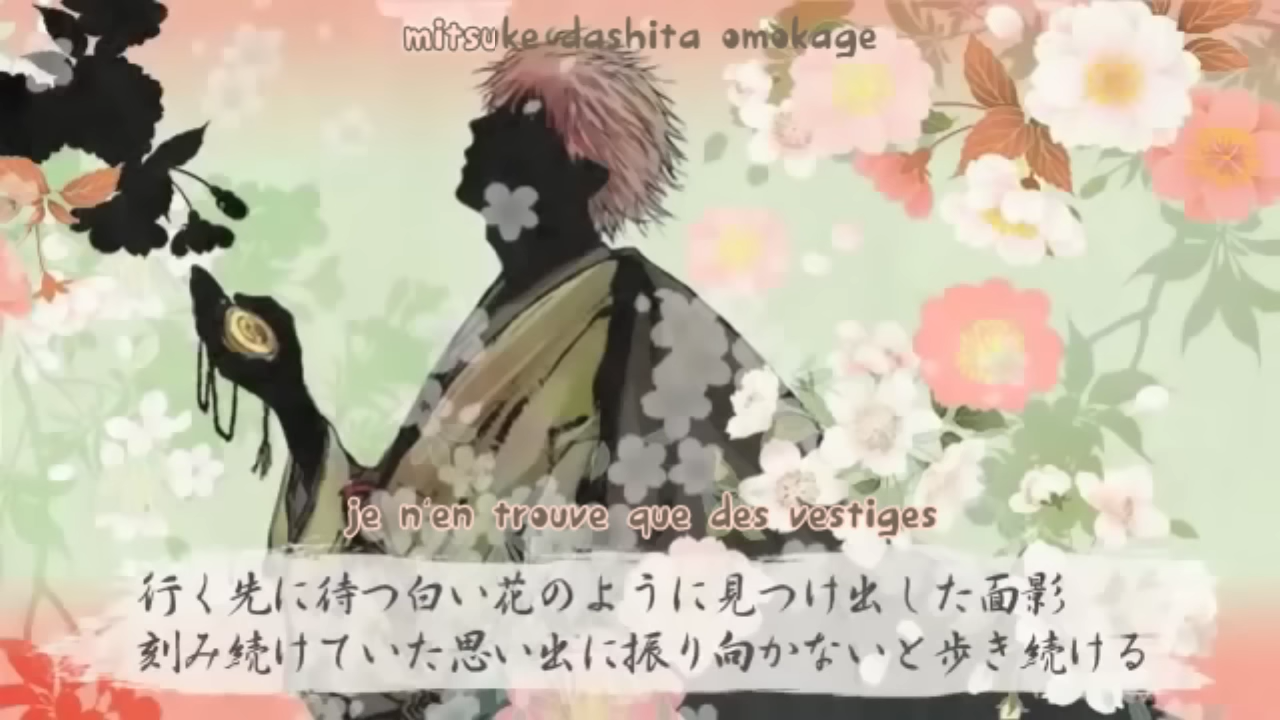 mitsukedashita omokage
je n'en trouve que des vestiges
行く先に待つ白い花のように見つけ出した面影
刻み続けていた思い出に振り向かないと歩き続ける